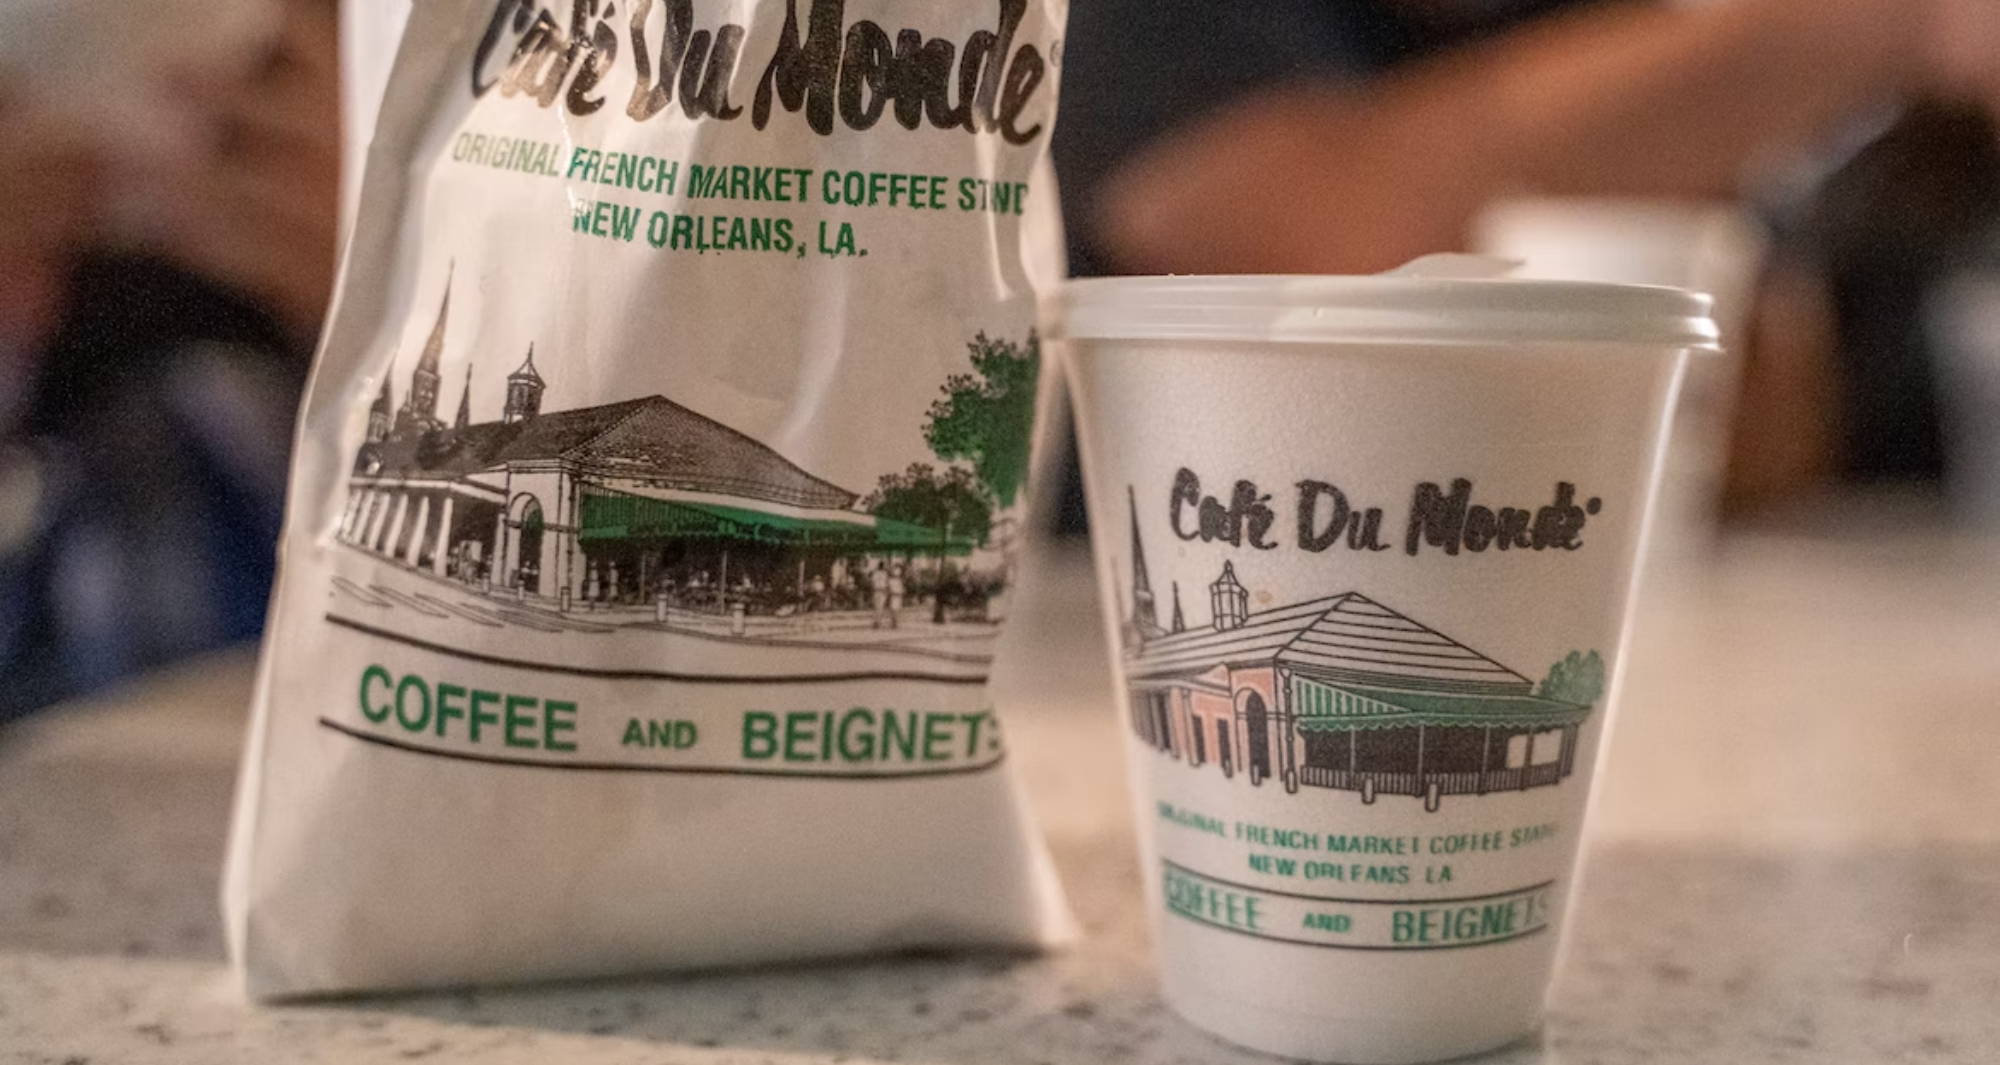 Café Du Monde
ORIGINAL FRENCH MARKET COFFEE STAND
NEW ORLEANS, LA.
COFFEE AND BEIGNETS
Café Du Monde
ORIGINAL FRENCH MARKET COFFEE STAND
NEW ORLEANS LA
COFFEE AND BEIGNETS